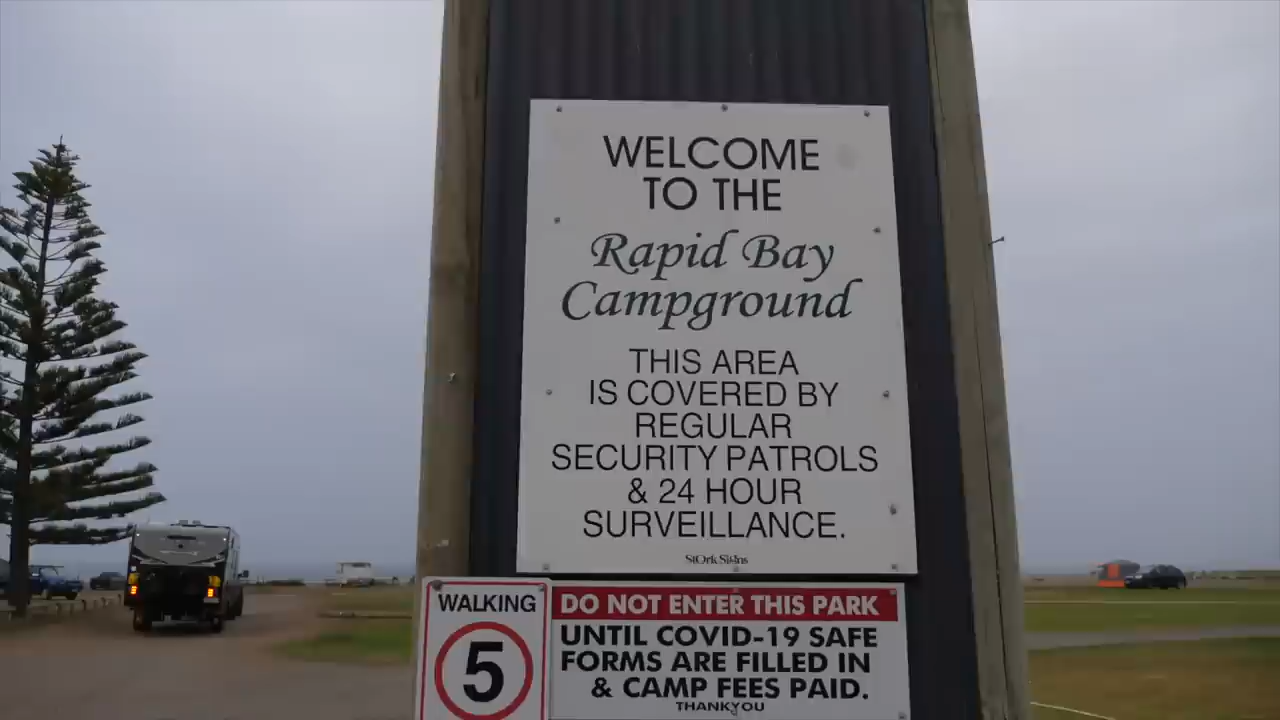 WELCOME
TO THE
Rapid Bay
Campground
THIS AREA
IS COVERED BY
REGULAR
SECURITY PATROLS
& 24 HOUR
SURVEILLANCE.
Stork Signs
WALKING
5
DO NOT ENTER THIS PARK
UNTIL COVID-19 SAFE
FORMS ARE FILLED IN
& CAMP FEES PAID.
THANKYOU